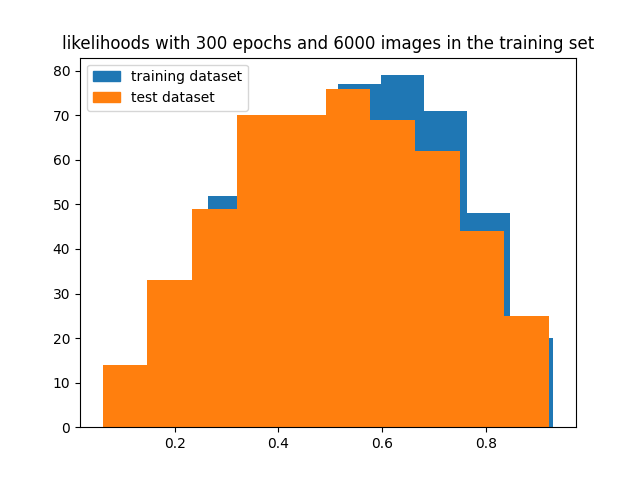 likelihoods with 300 epochs and 6000 images in the training set
training dataset
test dataset
80
70
60
50
40
30
20
10
0
0.2 0.4 0.6 0.8